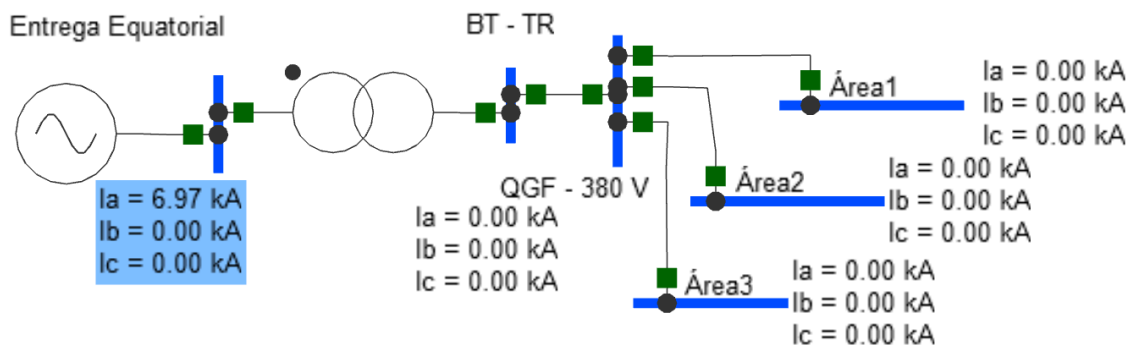 Entrega Equatorial
BT - TR
Área1
Ia = 0.00 kA
Ib = 0.00 kA
Ic = 0.00 kA
Área2
Ia = 0.00 kA
Ib = 0.00 kA
Ic = 0.00 kA
QGF - 380 V
Ia = 0.00 kA
Ib = 0.00 kA
Ic = 0.00 kA
Ia = 6.97 kA
Ib = 0.00 kA
Ic = 0.00 kA
Área3
Ia = 0.00 kA
Ib = 0.00 kA
Ic = 0.00 kA